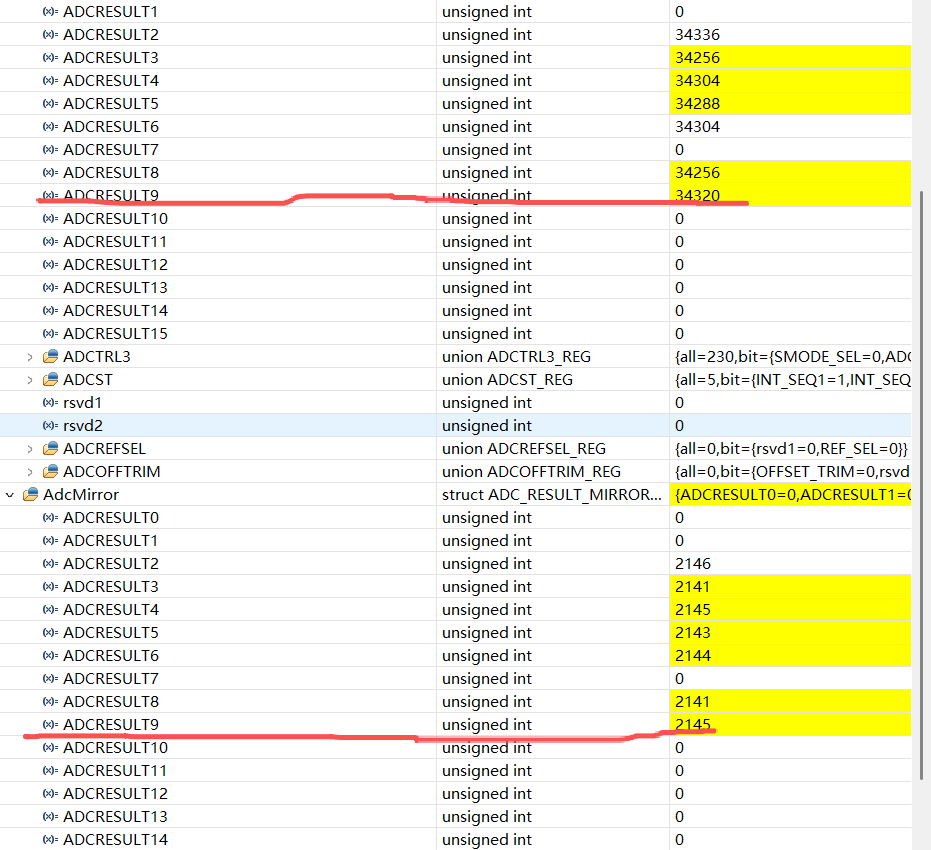 (x)= ADCRESULT1 unsigned int 0
(x)= ADCRESULT2 unsigned int 34336
(x)= ADCRESULT3 unsigned int 34256
(x)= ADCRESULT4 unsigned int 34304
(x)= ADCRESULT5 unsigned int 34288
(x)= ADCRESULT6 unsigned int 34304
(x)= ADCRESULT7 unsigned int 0
(x)= ADCRESULT8 unsigned int 34256
(x)= ADCRESULT9 unsigned int 34320
(x)= ADCRESULT10 unsigned int 0
(x)= ADCRESULT11 unsigned int 0
(x)= ADCRESULT12 unsigned int 0
(x)= ADCRESULT13 unsigned int 0
(x)= ADCRESULT14 unsigned int 0
(x)= ADCRESULT15 unsigned int 0
ADCTRL3 union ADCTRL3_REG {all=230,bit={SMODE_SEL=0,ADC
ADCST union ADCST_REG {all=5,bit={INT_SEQ1=1,INT_SEQ
(x)= rsvd1 unsigned int 0
(x)= rsvd2 unsigned int 0
ADCREFSEL union ADCREFSEL_REG {all=0,bit={rsvd1=0,REF_SEL=0}}
ADCOFFTRIM union ADCOFFTRIM_REG {all=0,bit={OFFSET_TRIM=0,rsvd
AdcMirror struct ADC_RESULT_MIRROR... {ADCRESULT0=0,ADCRESULT1=0
(x)= ADCRESULT0 unsigned int 0
(x)= ADCRESULT1 unsigned int 0
(x)= ADCRESULT2 unsigned int 2146
(x)= ADCRESULT3 unsigned int 2141
(x)= ADCRESULT4 unsigned int 2145
(x)= ADCRESULT5 unsigned int 2143
(x)= ADCRESULT6 unsigned int 2144
(x)= ADCRESULT7 unsigned int 0
(x)= ADCRESULT8 unsigned int 2141
(x)= ADCRESULT9 unsigned int 2145
(x)= ADCRESULT10 unsigned int 0
(x)= ADCRESULT11 unsigned int 0
(x)= ADCRESULT12 unsigned int 0
(x)= ADCRESULT13 unsigned int 0
(x)= ADCRESULT14 unsigned int 0